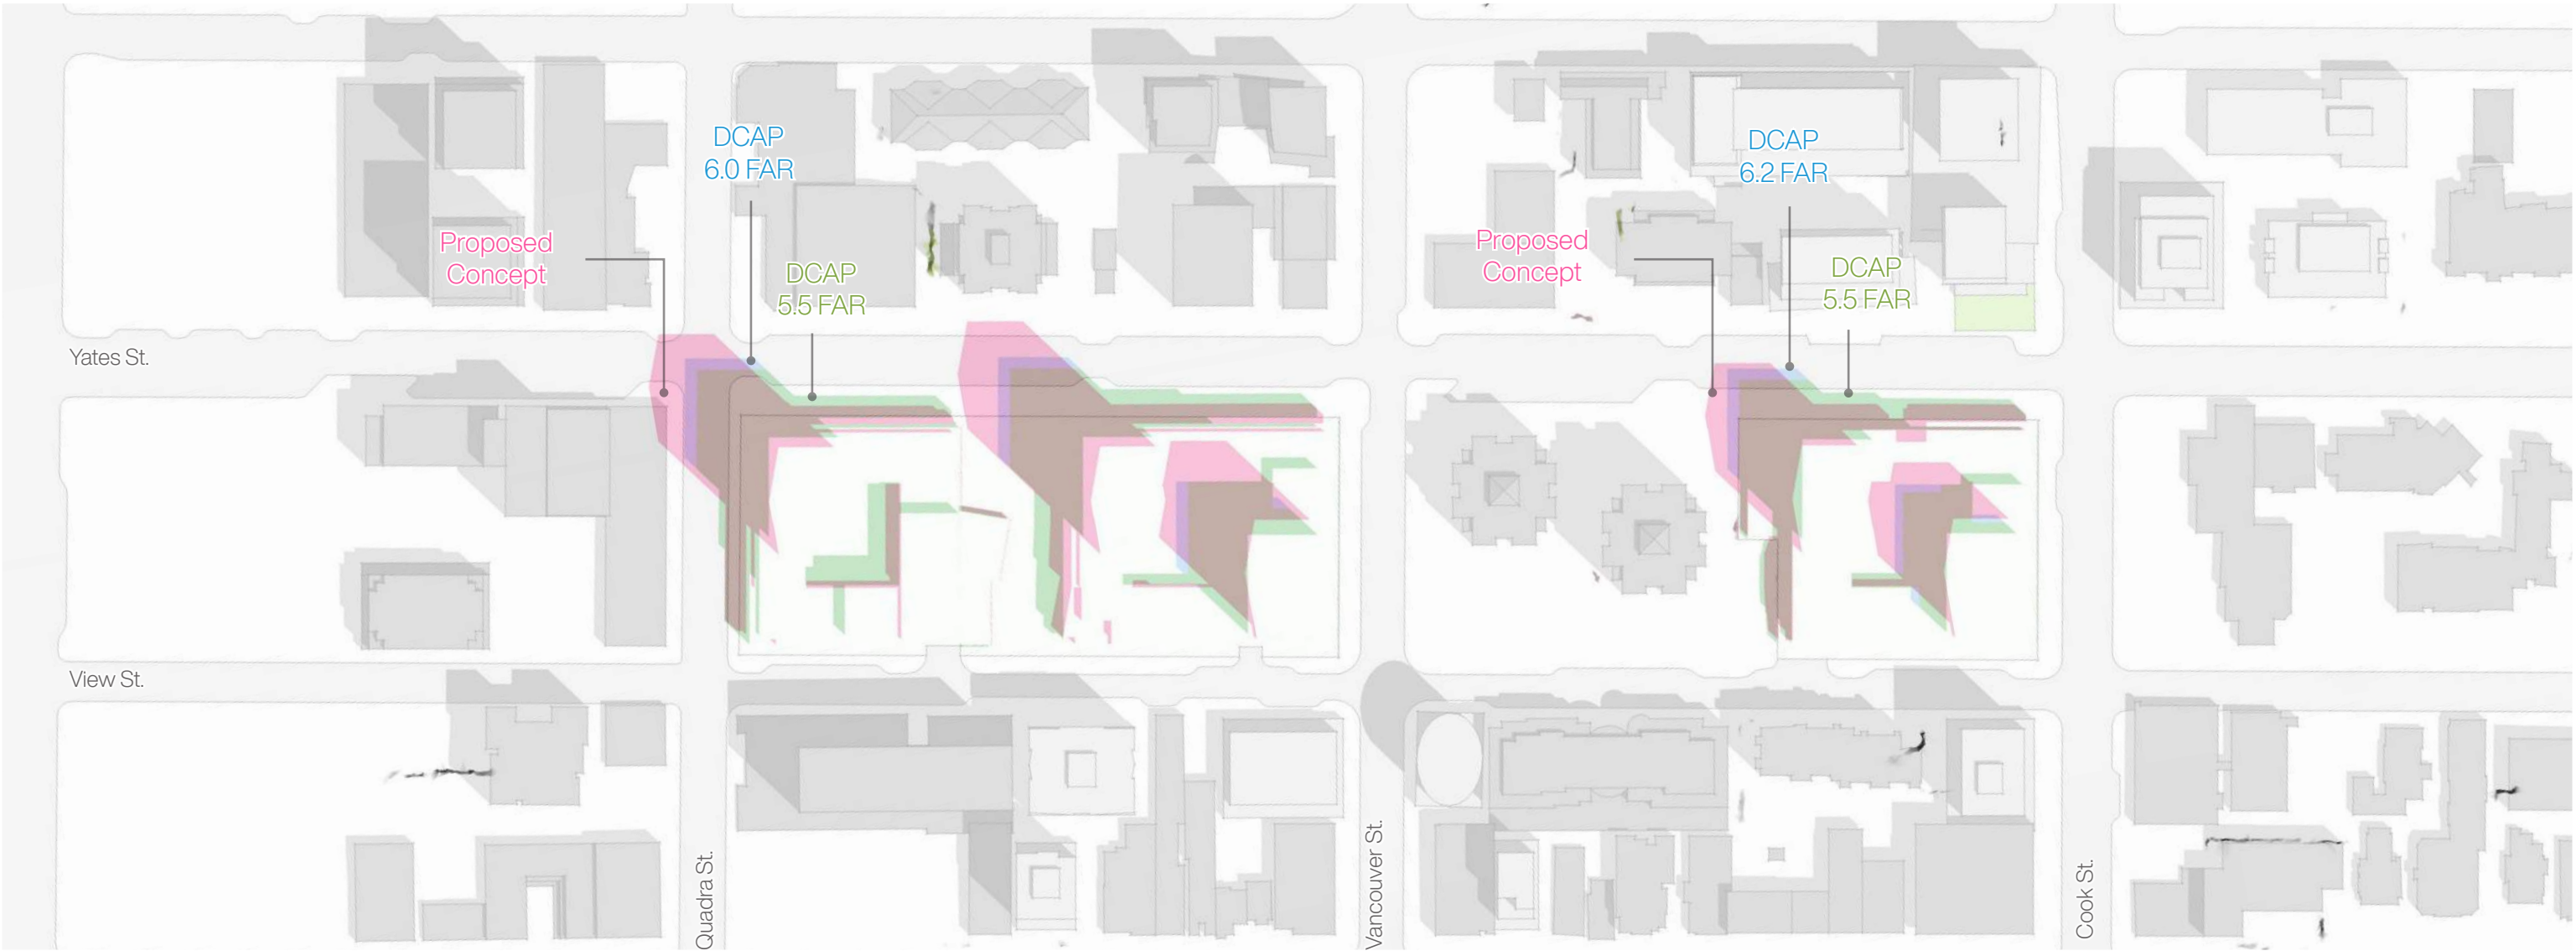 DCAP
6.0 FAR
DCAP
6.2 FAR
Proposed
Concept
DCAP
5.5 FAR
Proposed
Concept
DCAP
5.5 FAR
Yates St.
View St.
Quadra St.
Vancouver St.
Cook St.